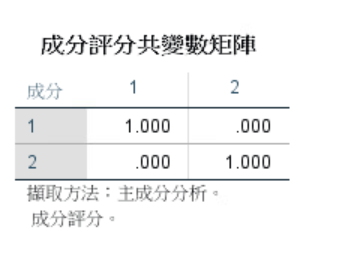 成分評分共變數矩陣
成分 1 2
1 1.000 .000
2 .000 1.000
擷取方法：主成分分析。
成分評分。